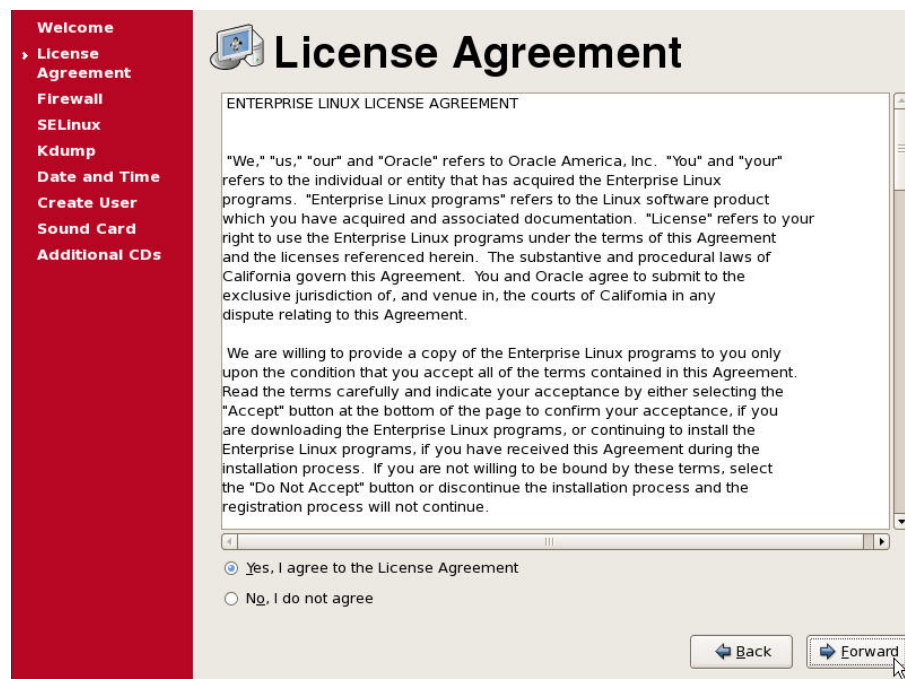 Welcome
License
Agreement
Firewall
SELinux
Kdump
Date and Time
Create User
Sound Card
Additional CDs
License Agreement
ENTERPRISE LINUX LICENSE AGREEMENT
"We," "us," "our" and "Oracle" refers to Oracle America, Inc.  "You" and "your"
refers to the individual or entity that has acquired the Enterprise Linux
programs.  "Enterprise Linux programs" refers to the Linux software product
which you have acquired and associated documentation.  "License" refers to your
right to use the Enterprise Linux programs under the terms of this Agreement
and the licenses referenced herein.  The substantive and procedural laws of
California govern this Agreement.  You and Oracle agree to submit to the
exclusive jurisdiction of, and venue in, the courts of California in any
dispute relating to this Agreement.
We are willing to provide a copy of the Enterprise Linux programs to you only
upon the condition that you accept all of the terms contained in this Agreement.
Read the terms carefully and indicate your acceptance by either selecting the
"Accept" button at the bottom of the page to confirm your acceptance, if you
are downloading the Enterprise Linux programs, or continuing to install the
Enterprise Linux programs, if you have received this Agreement during the
installation process.  If you are not willing to be bound by these terms, select
the "Do Not Accept" button or discontinue the installation process and the
registration process will not continue.
Yes, I agree to the License Agreement
No, I do not agree
Back
Forward